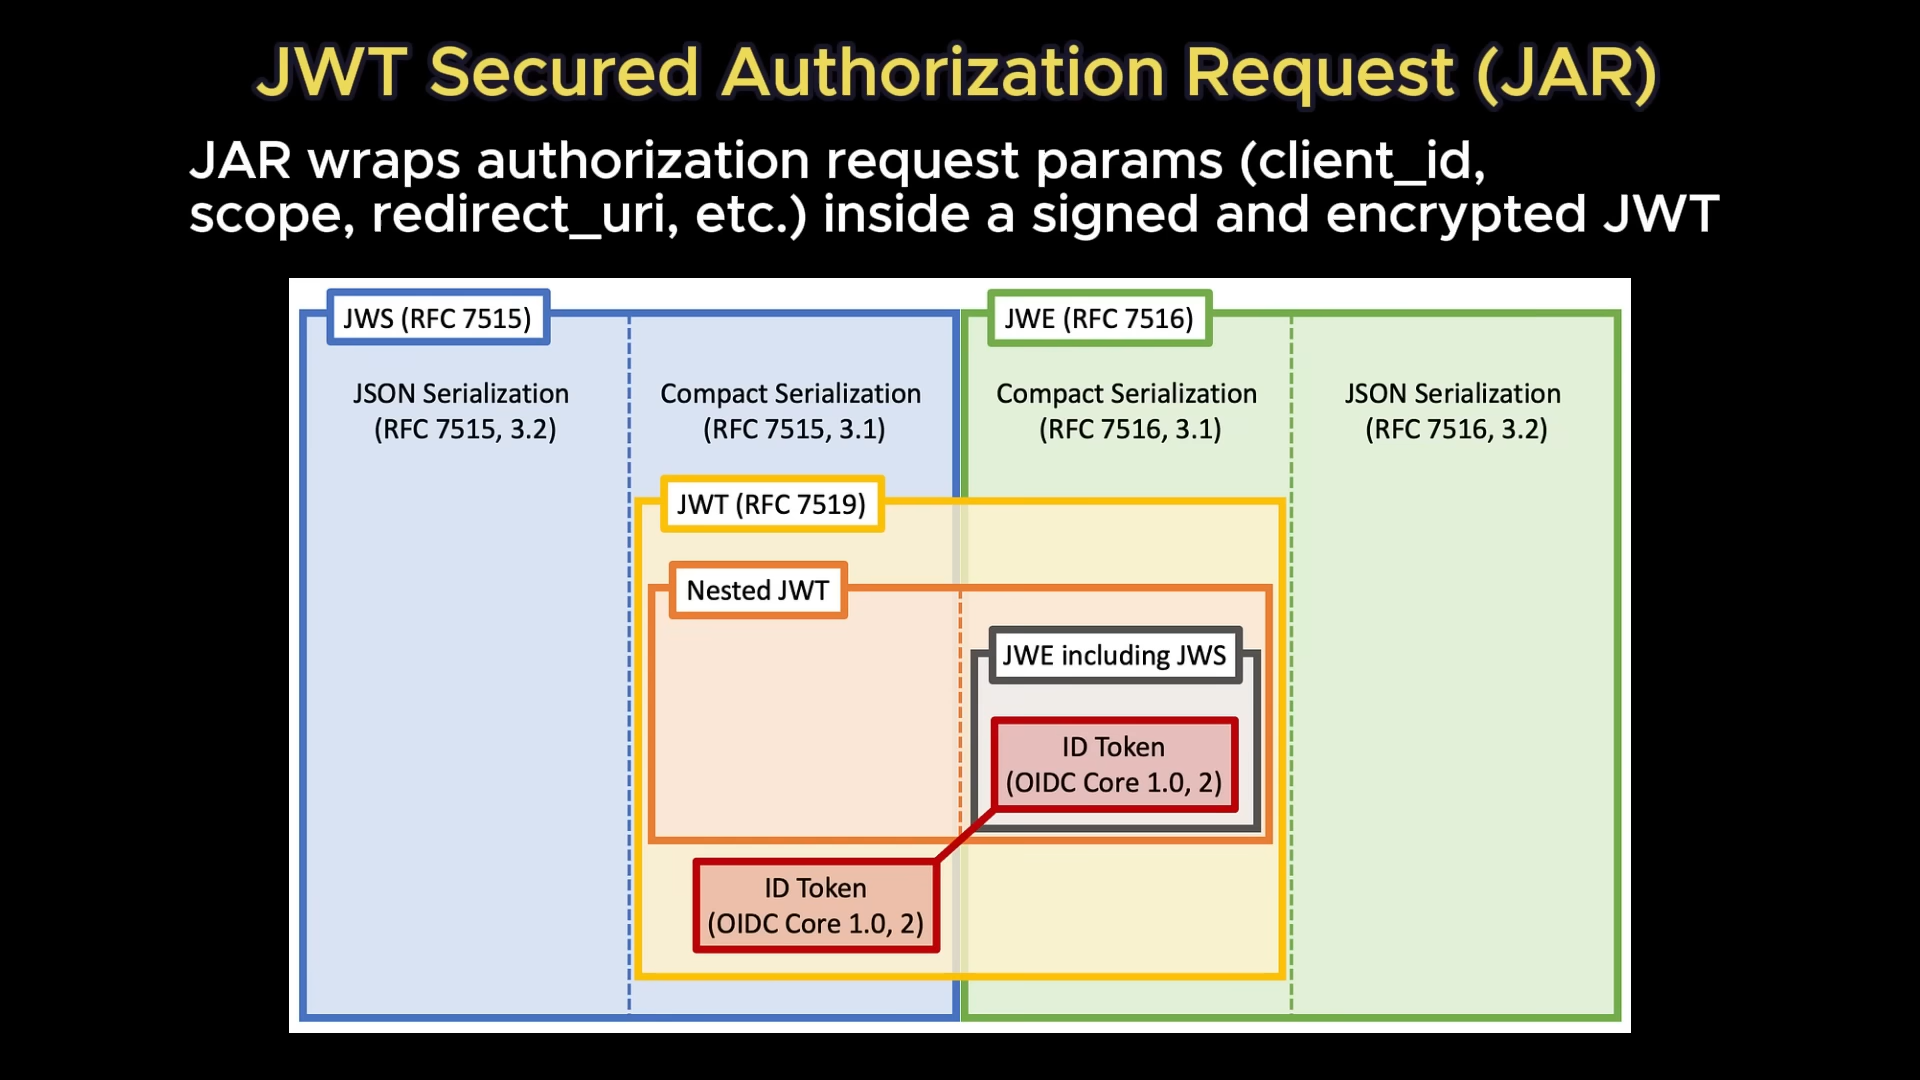 JWT Secured Authorization Request (JAR)
JAR wraps authorization request params (client_id,
scope, redirect_uri, etc.) inside a signed and encrypted JWT
JWS (RFC 7515)
JWE (RFC 7516)
JSON Serialization
(RFC 7515, 3.2)
Compact Serialization
(RFC 7515, 3.1)
Compact Serialization
(RFC 7516, 3.1)
JSON Serialization
(RFC 7516, 3.2)
JWT (RFC 7519)
Nested JWT
JWE including JWS
ID Token
(OIDC Core 1.0, 2)
ID Token
(OIDC Core 1.0, 2)